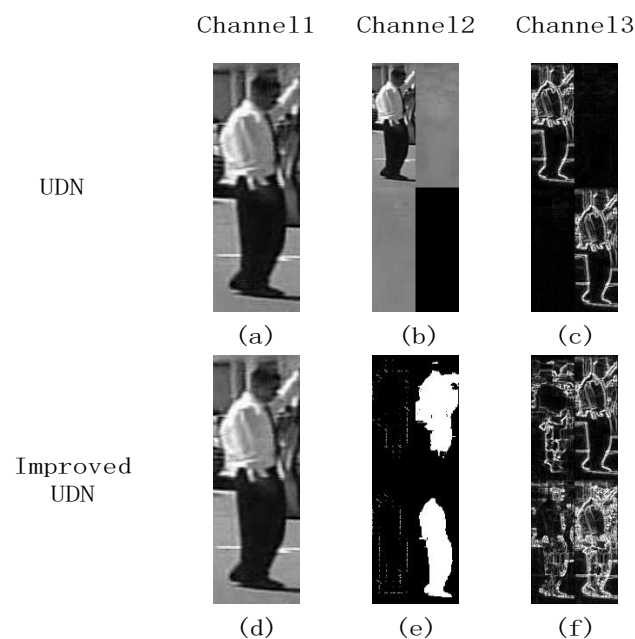 Channel1 Channel2 Channel3
UDN
(a) (b) (c)
Improved
UDN
(d) (e) (f)